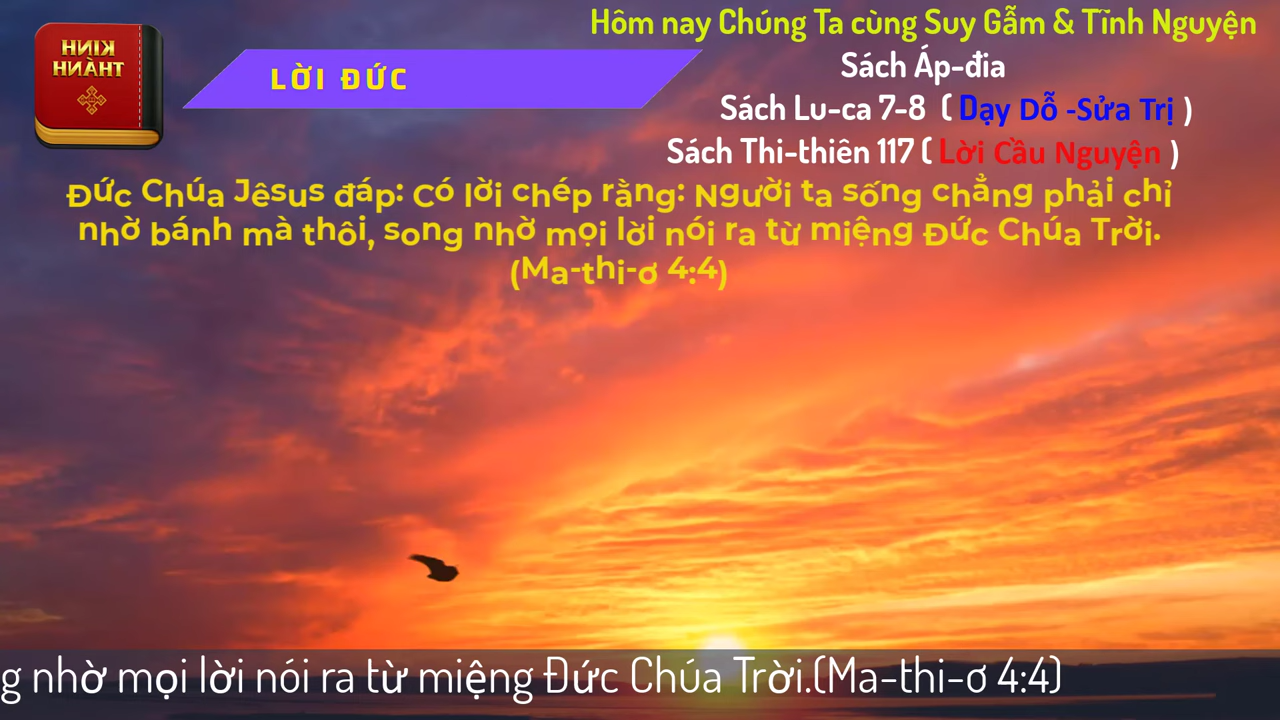 KINH
THÀNH
LỜI ĐỨC
Hôm nay Chúng Ta cùng Suy Gẫm & Tĩnh Nguyện
Sách Áp-đia
Sách Lu-ca 7-8 ( Dạy Dỗ -Sửa Trị )
Sách Thi-thiên 117 ( Lời Cầu Nguyện )
Đức Chúa Jêsus đáp: Có lời chép rằng: Người ta sống chẳng phải chỉ
nhờ bánh mà thôi, song nhờ mọi lời nói ra từ miệng Đức Chúa Trời.
(Ma-thi-ơ 4:4)
g nhờ mọi lời nói ra từ miệng Đức Chúa Trời.(Ma-thi-ơ 4:4)